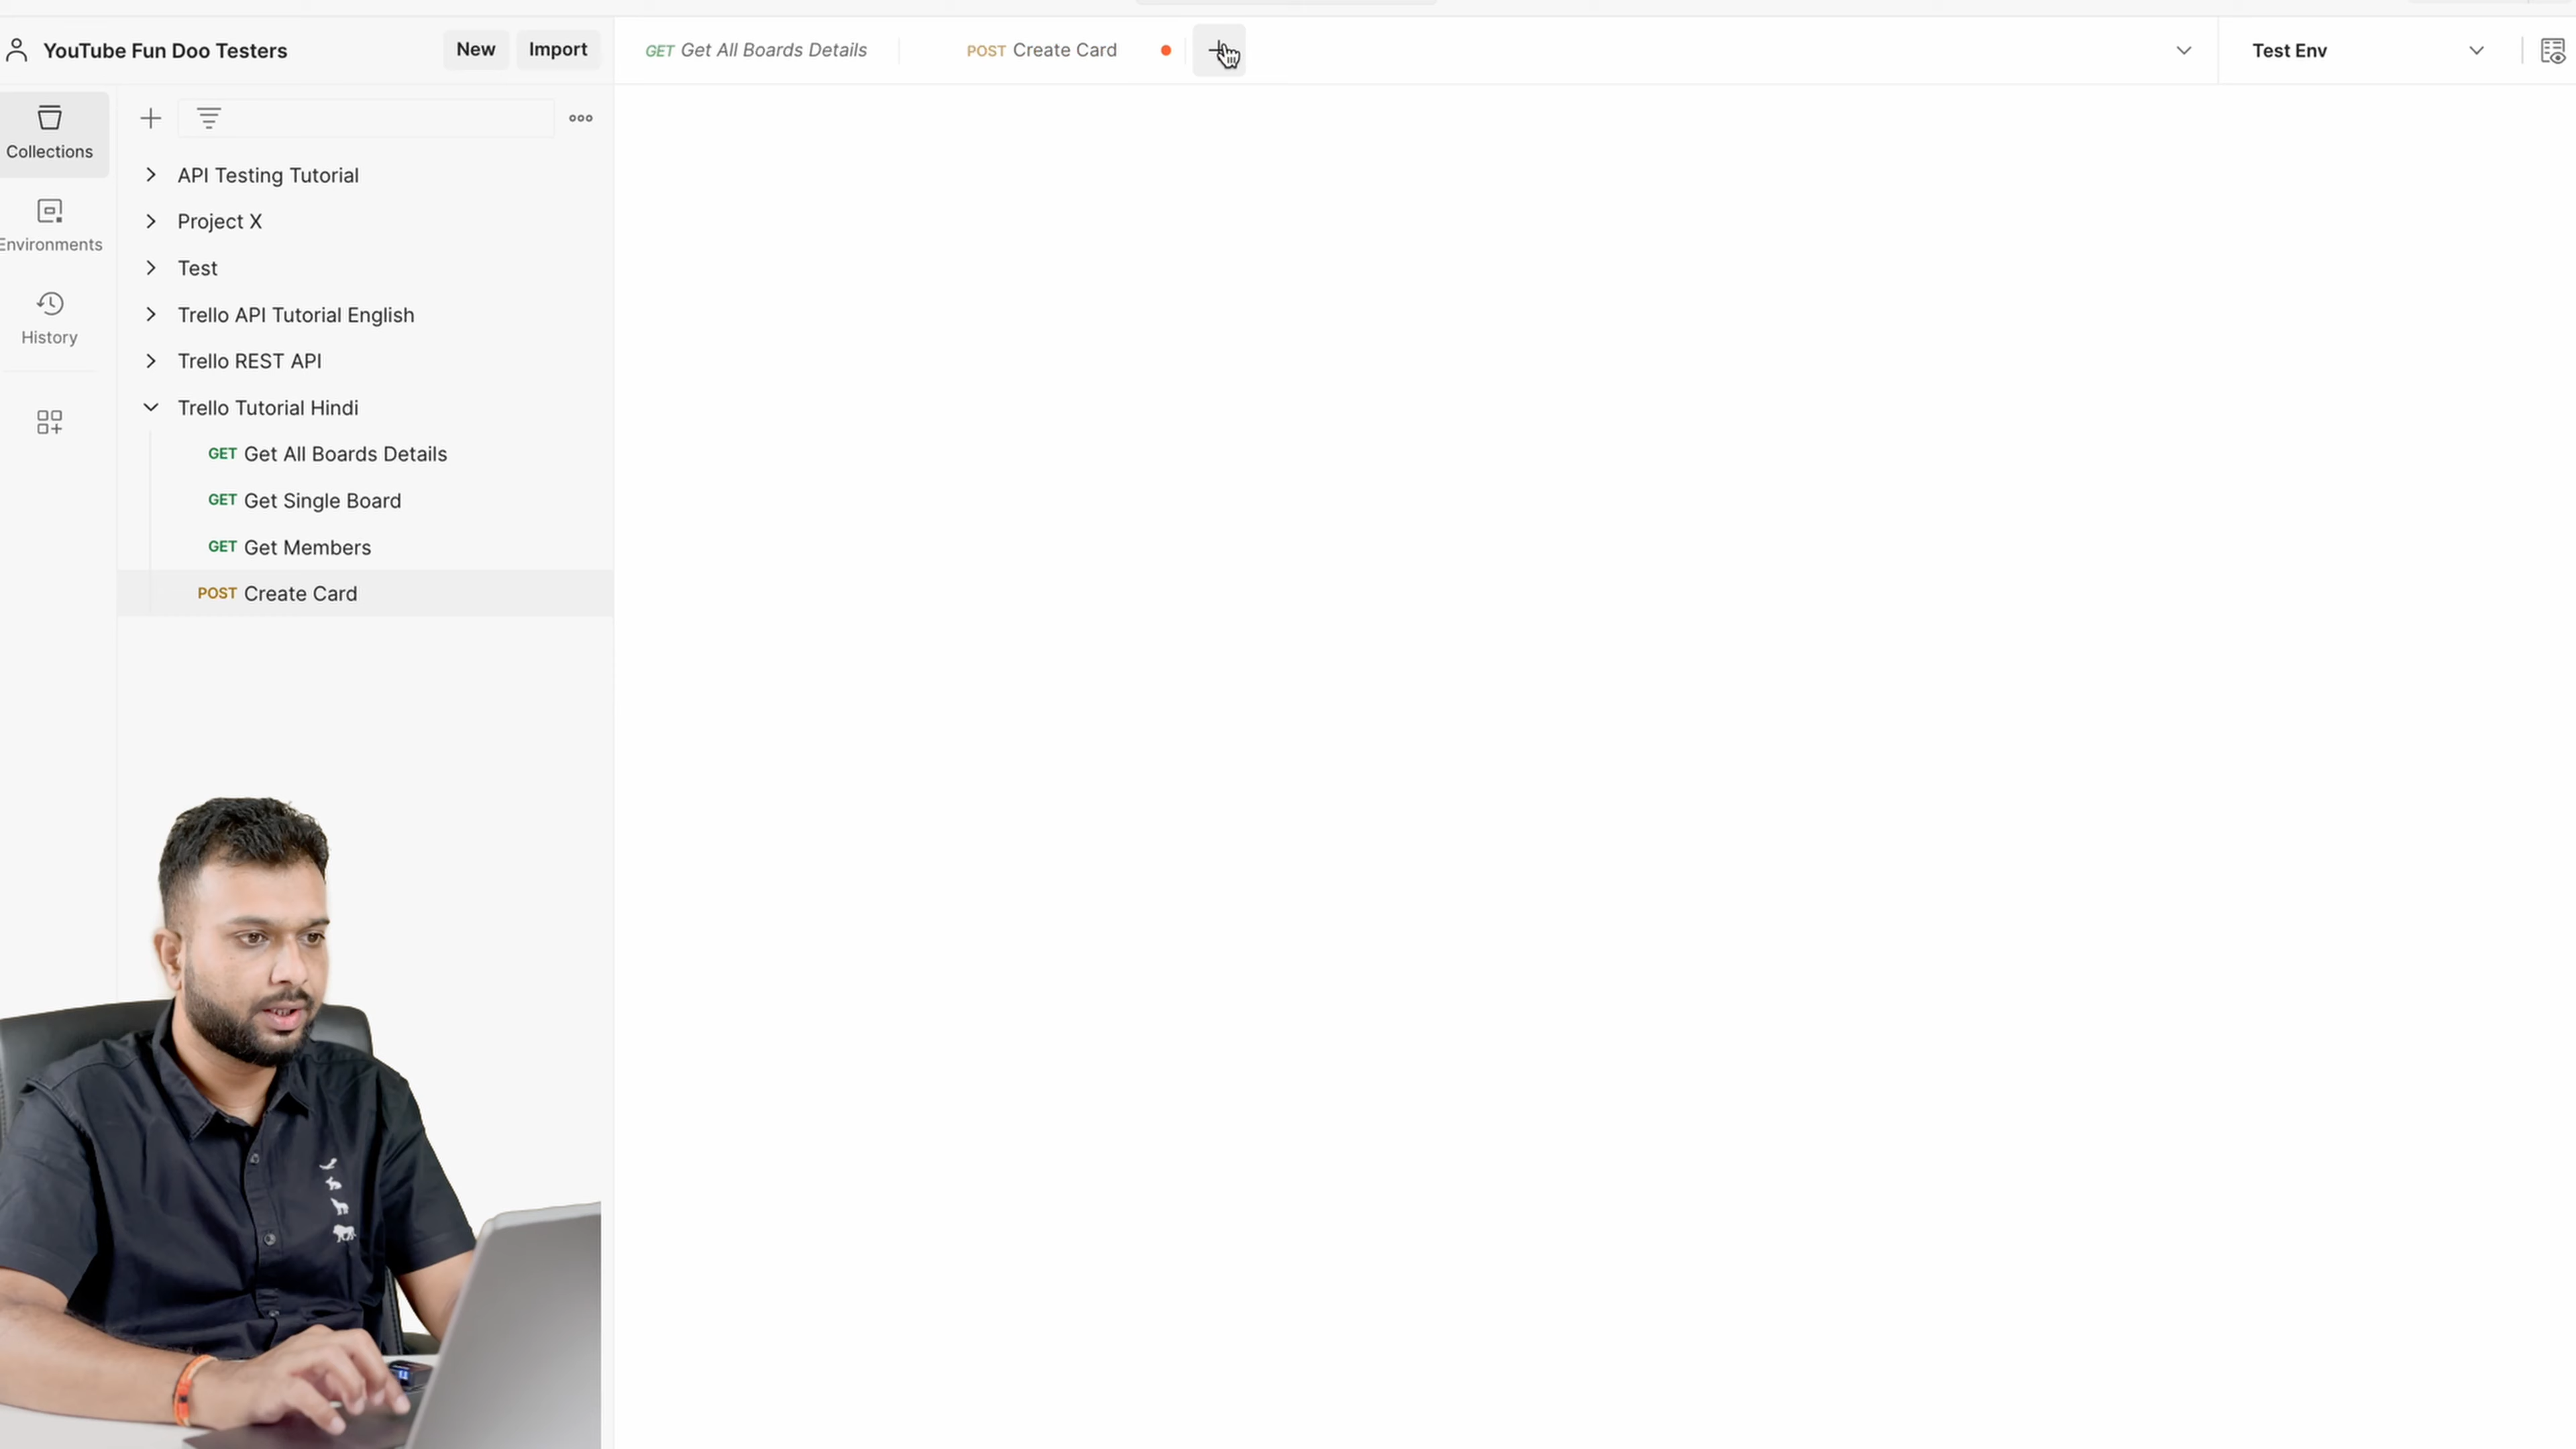 YouTube Fun Doo Testers
New
Import
GET Get All Boards Details
POST Create Card
Test Env
Collections
Environments
History
API Testing Tutorial
Project X
Test
Trello API Tutorial English
Trello REST API
Trello Tutorial Hindi
GET Get All Boards Details
GET Get Single Board
GET Get Members
POST Create Card